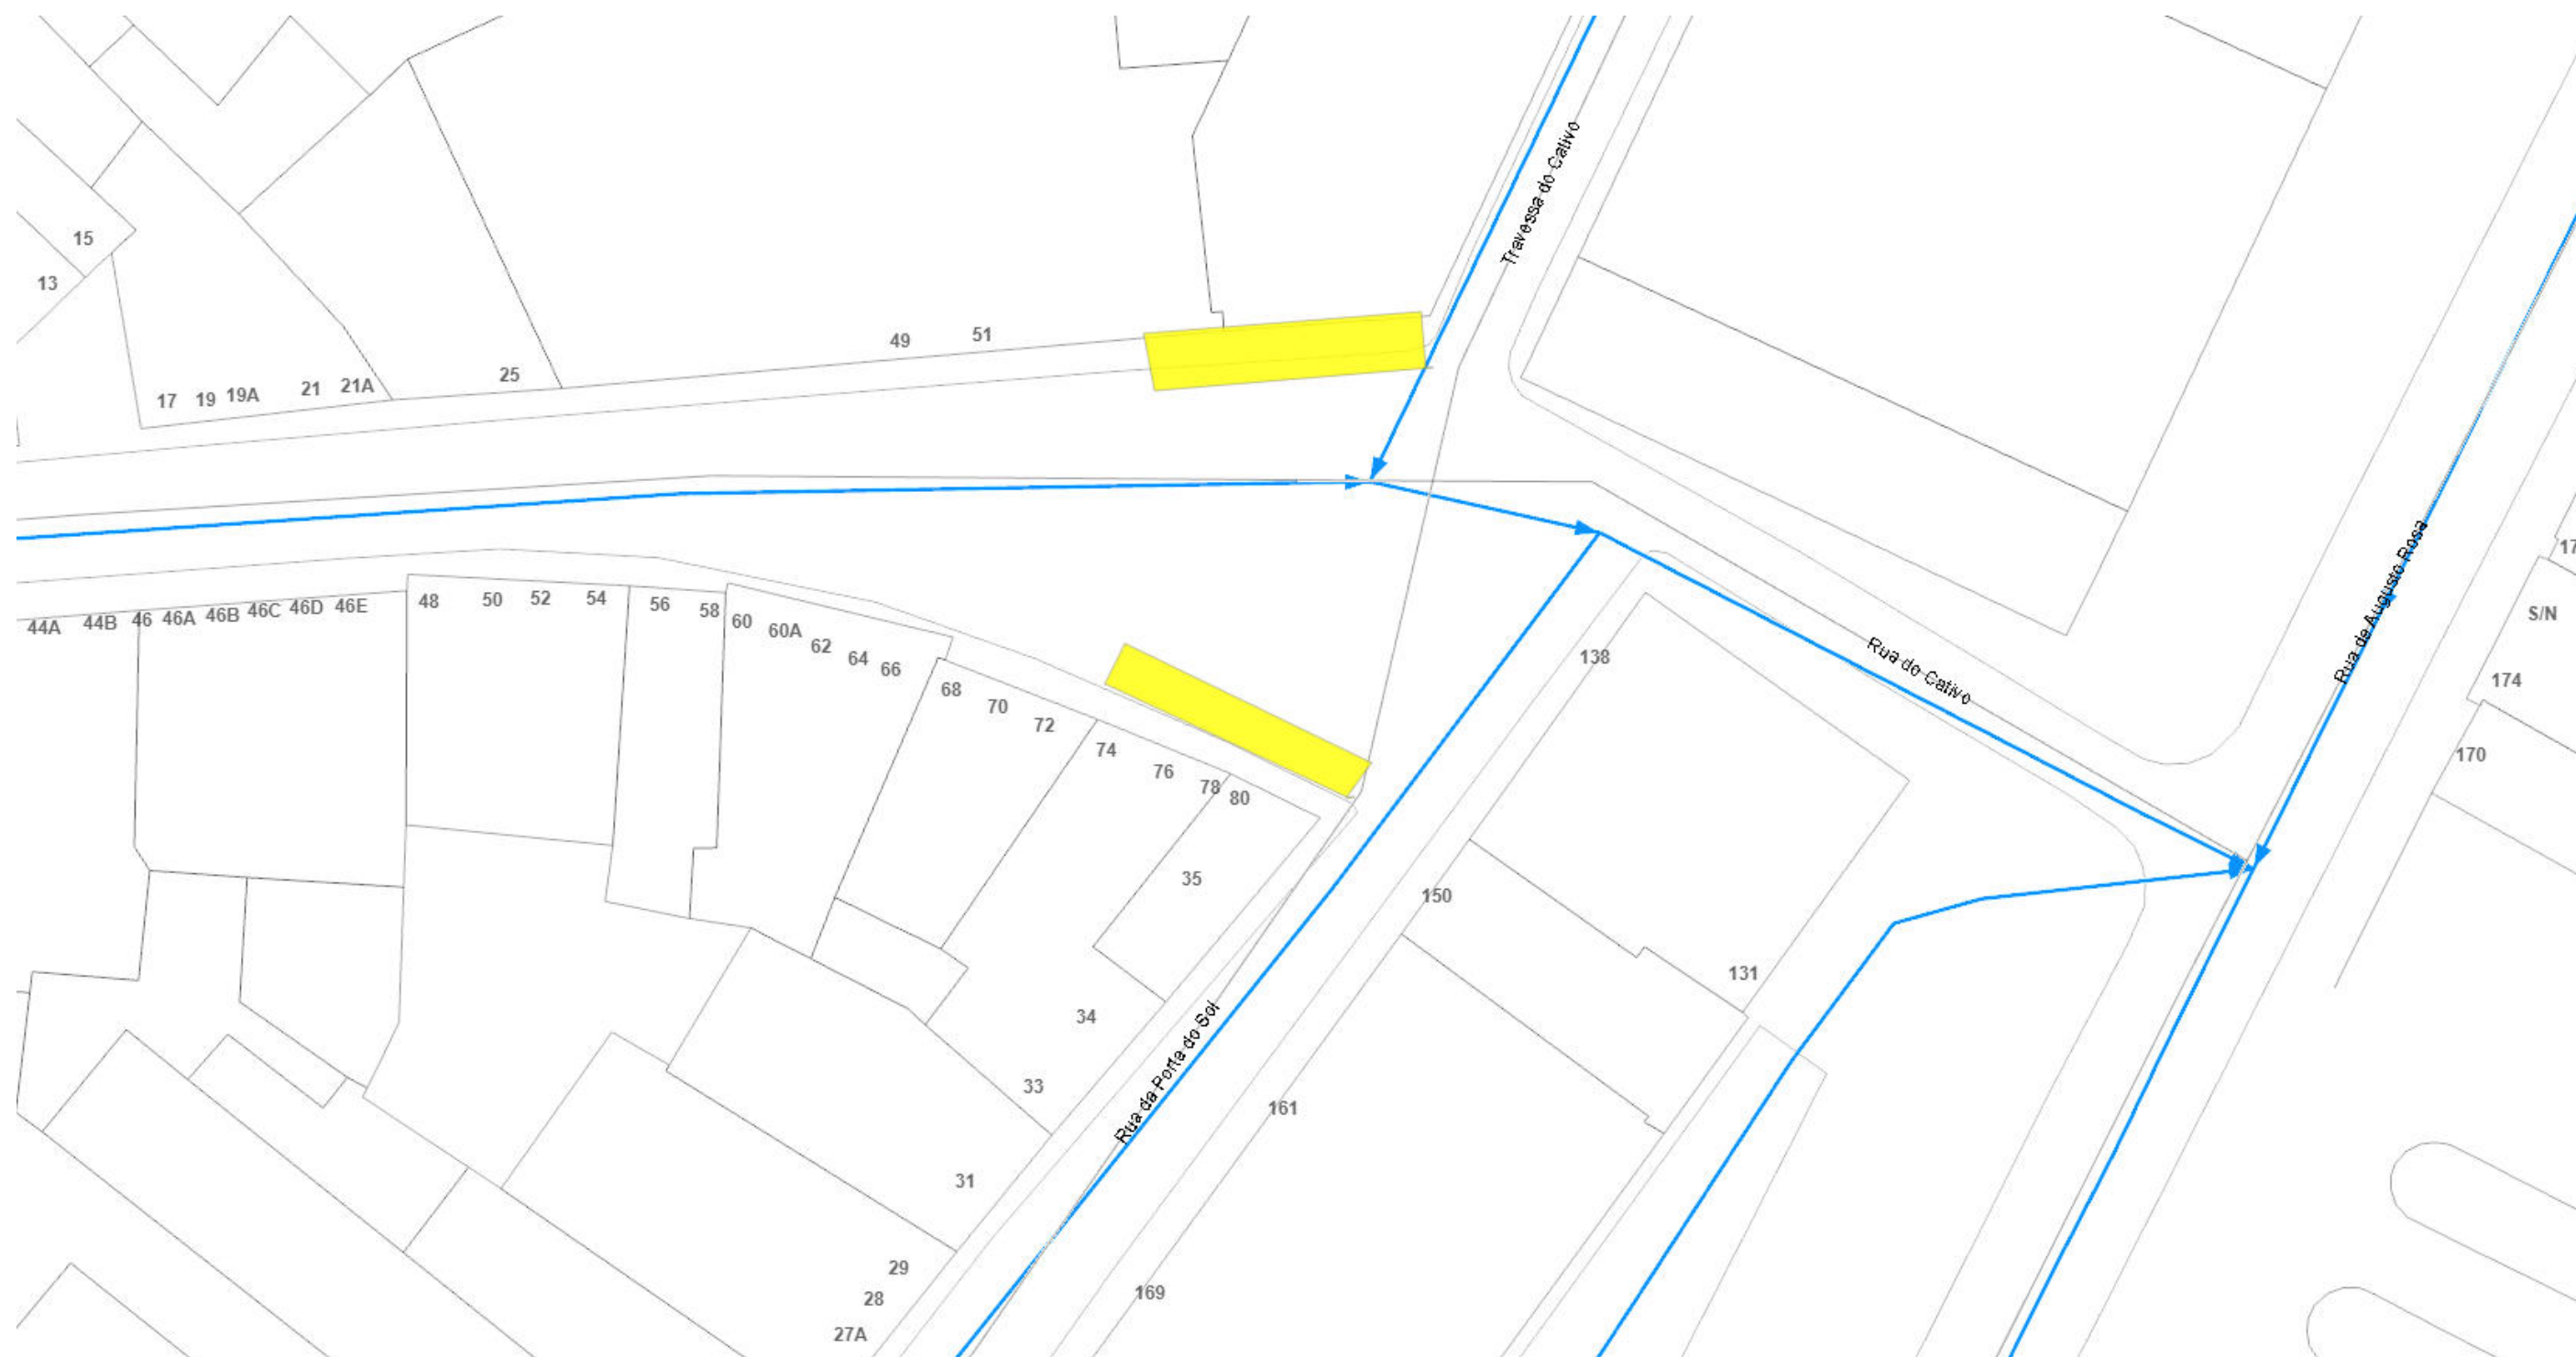 Travessa do Cativo
15
13
49 51
25
17 19 19A 21 21A
Rua de Augusto Rosa
S/N
174
170
44A 44B 46 46A 46B 46C 46D 46E
48 50 52 54 56 58 60 60A 62 64 66
68 70 72 74 76 78 80
138
Rua do Cativo
35
150
131
34
Rua da Porta do Sol
33
161
31
29
28
169
27A